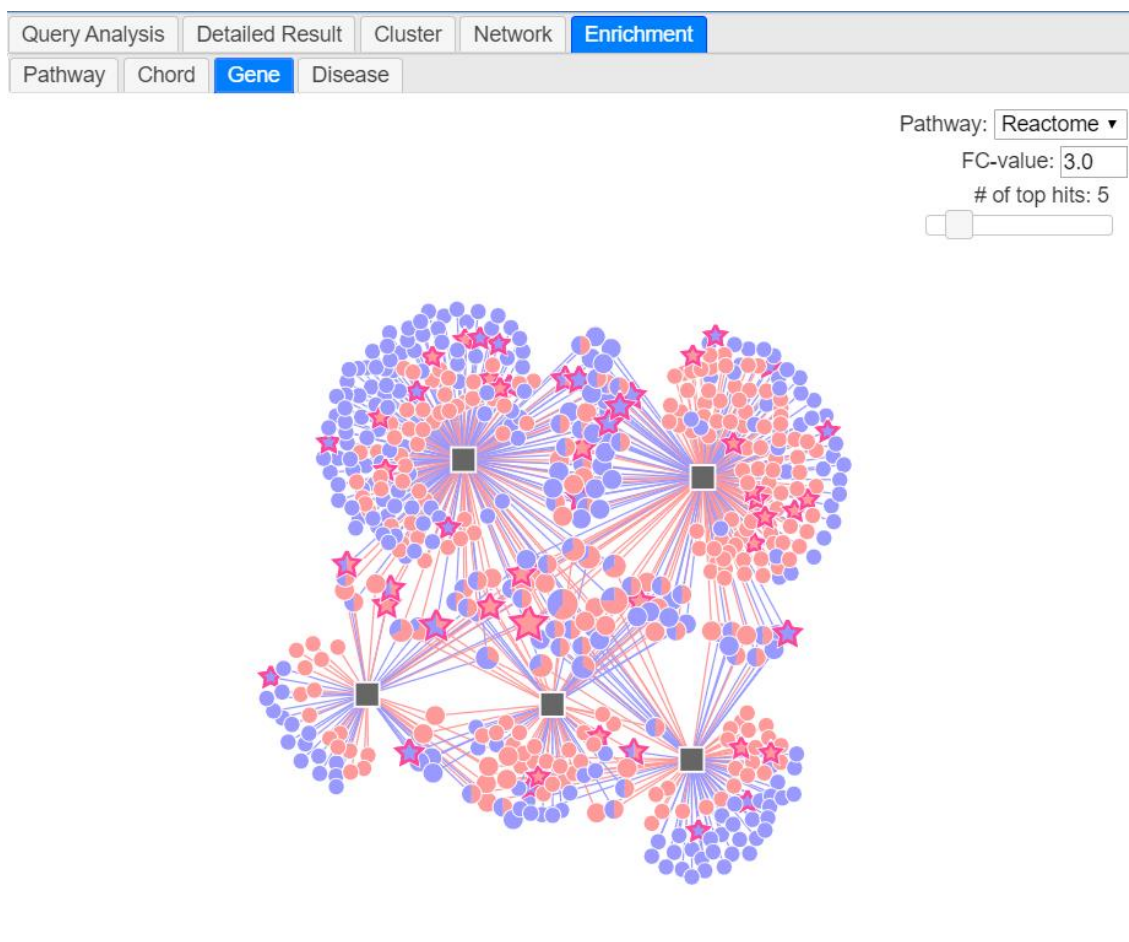 Query Analysis Detailed Result Cluster Network Enrichment
Pathway Chord Gene Disease
Pathway: Reactome
FC-value: 3.0
# of top hits: 5